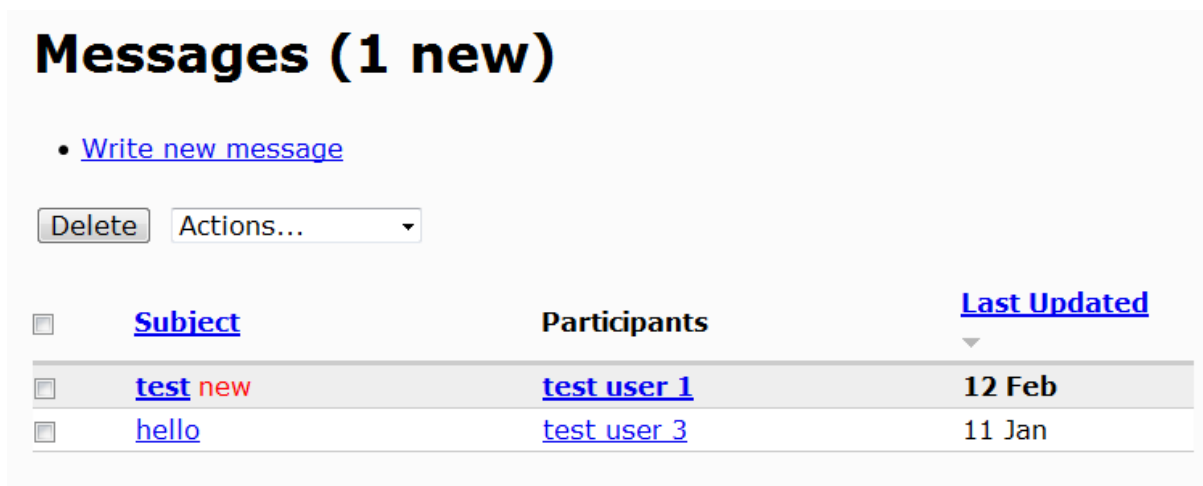 Messages (1 new)
Write new message
Delete Actions...
Subject Participants Last Updated
test new test user 1 12 Feb
hello test user 3 11 Jan